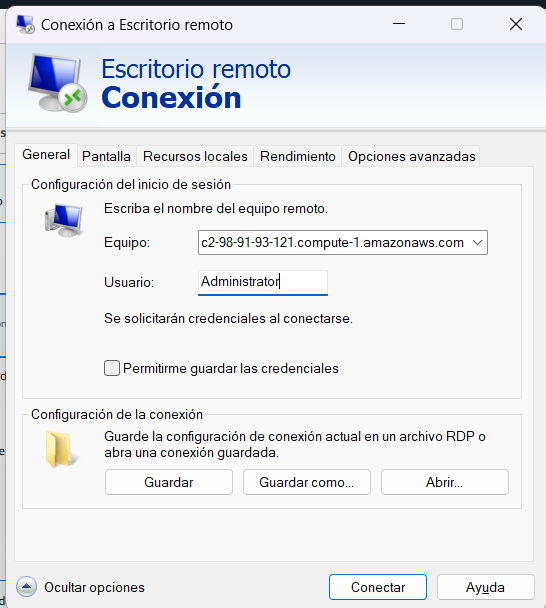 Conexión a Escritorio remoto
Escritorio remoto
Conexión
General Pantalla Recursos locales Rendimiento Opciones avanzadas
Configuración del inicio de sesión
Escriba el nombre del equipo remoto.
Equipo: c2-98-91-93-121.compute-1.amazonaws.com
Usuario: Administrator
Se solicitarán credenciales al conectarse.
Permitirme guardar las credenciales
Configuración de la conexión
Guarde la configuración de conexión actual en un archivo RDP o
abra una conexión guardada.
Guardar Guardar como... Abrir...
Ocultar opciones Conectar Ayuda